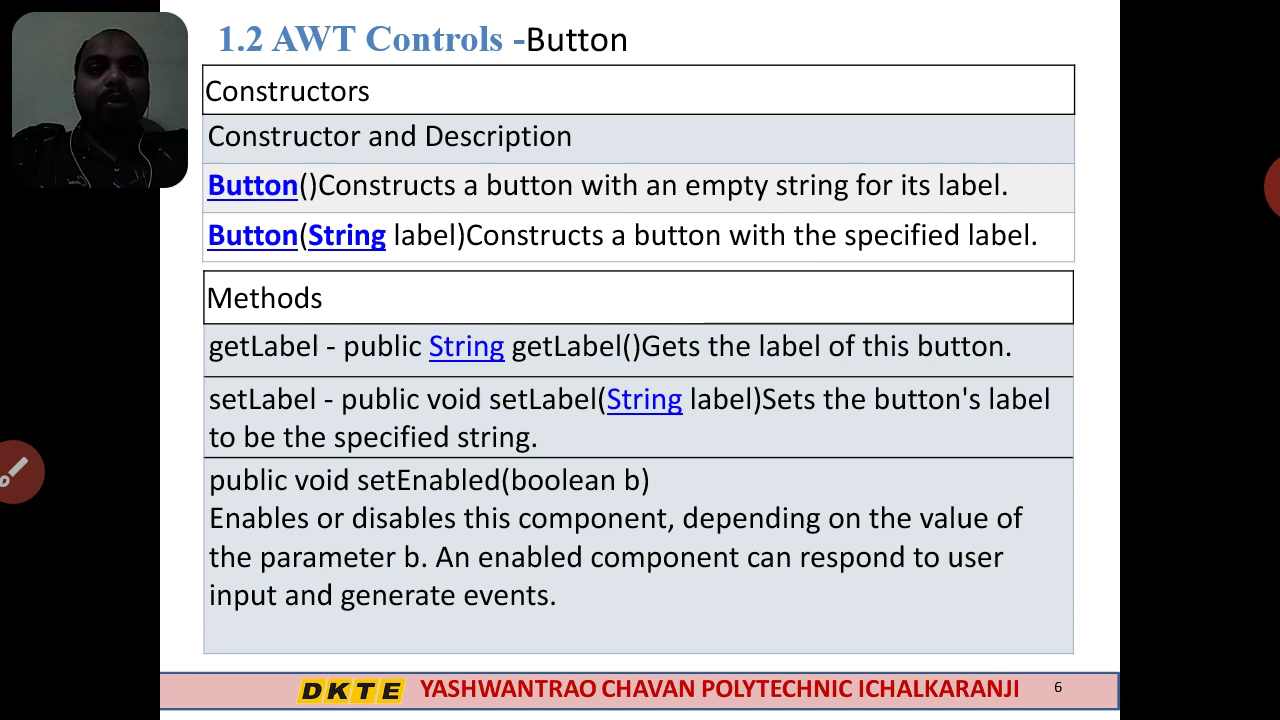 1.2 AWT Controls -Button
Constructors
Constructor and Description
Button()Constructs a button with an empty string for its label.
Button(String label)Constructs a button with the specified label.
Methods
getLabel - public String getLabel()Gets the label of this button.
setLabel - public void setLabel(String label)Sets the button's label
to be the specified string.
public void setEnabled(boolean b)
Enables or disables this component, depending on the value of
the parameter b. An enabled component can respond to user
input and generate events.
DKTE YASHWANTRAO CHAVAN POLYTECHNIC ICHALKARANJI 6